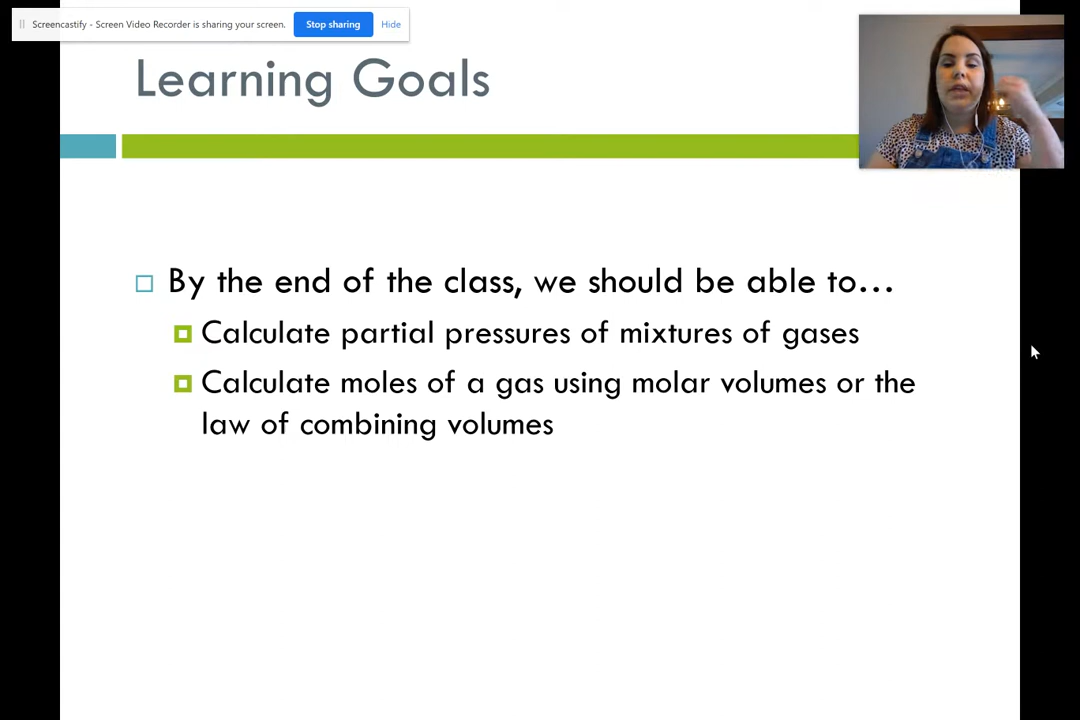 Screencastify - Screen Video Recorder is sharing your screen. Stop sharing Hide
Learning Goals
By the end of the class, we should be able to…
Calculate partial pressures of mixtures of gases
Calculate moles of a gas using molar volumes or the
law of combining volumes